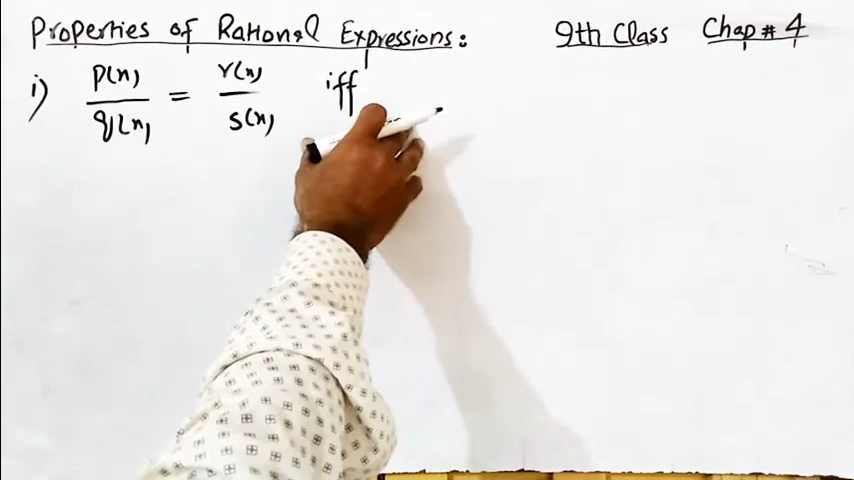 Properties of Rational Expressions: 9th Class Chap # 4
i) p(x)/q(x) = r(x)/s(x) iff